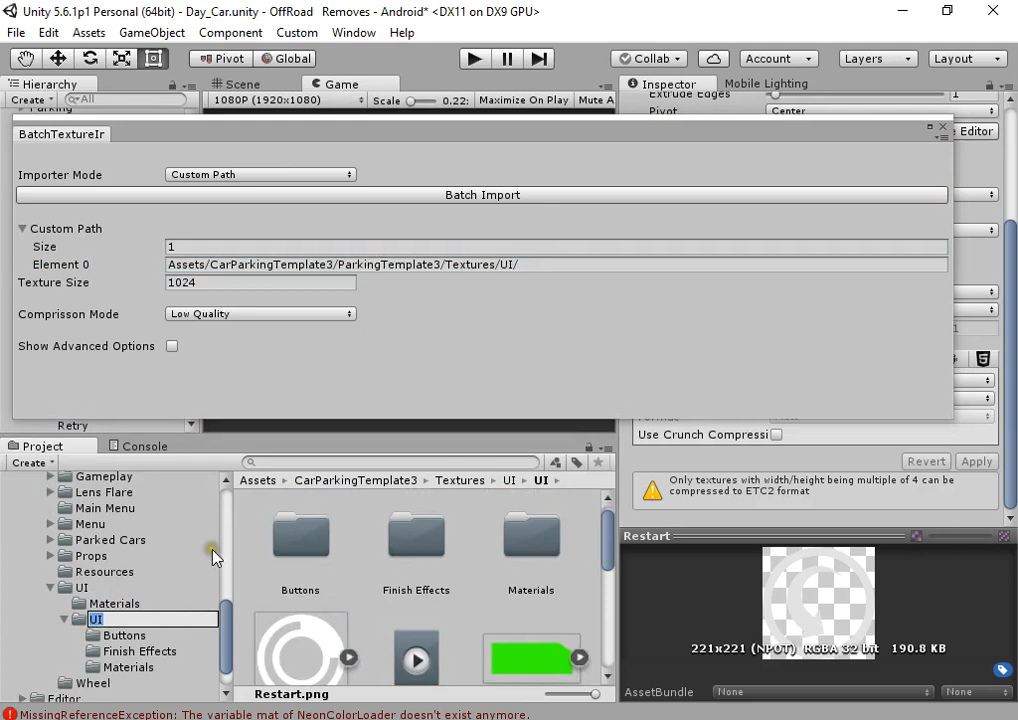 Unity 5.6.1p1 Personal (64bit) - Day_Car.unity - OffRoad   Removes - Android* <DX11 on DX9 GPU>
File Edit Assets GameObject Component Custom Window Help
Pivot Global Collab Account Layers Layout
Hierarchy Scene Game Inspector Mobile Lighting
Create All 1080P (1920x1080) Scale 0.22: Maximize On Play Mute A Extrude Edges 1
Parking Pivot Center
BatchTextureIr e Editor
Importer Mode Custom Path
Batch Import
Custom Path
Size 1
Element 0 Assets/CarParkingTemplate3/ParkingTemplate3/Textures/UI/
Texture Size 1024
Comprisson Mode Low Quality
Show Advanced Options
Retry
Use Crunch Compressi
Project Console
Create Revert Apply
Gameplay Assets CarParkingTemplate3 Textures UI UI
Only textures with width/height being multiple of 4 can be
compressed to ETC2 format
Lens Flare
Main Menu
Menu
Parked Cars Restart
Props
Resources
UI Buttons Finish Effects Materials
Materials
UI
Buttons
Finish Effects 221x221 (NPOT) RGBA 32 bit 190.8 KB
Materials
Wheel
Editor Restart.png AssetBundle None None
MissingReferenceException: The variable mat of NeonColorLoader doesn't exist anymore.